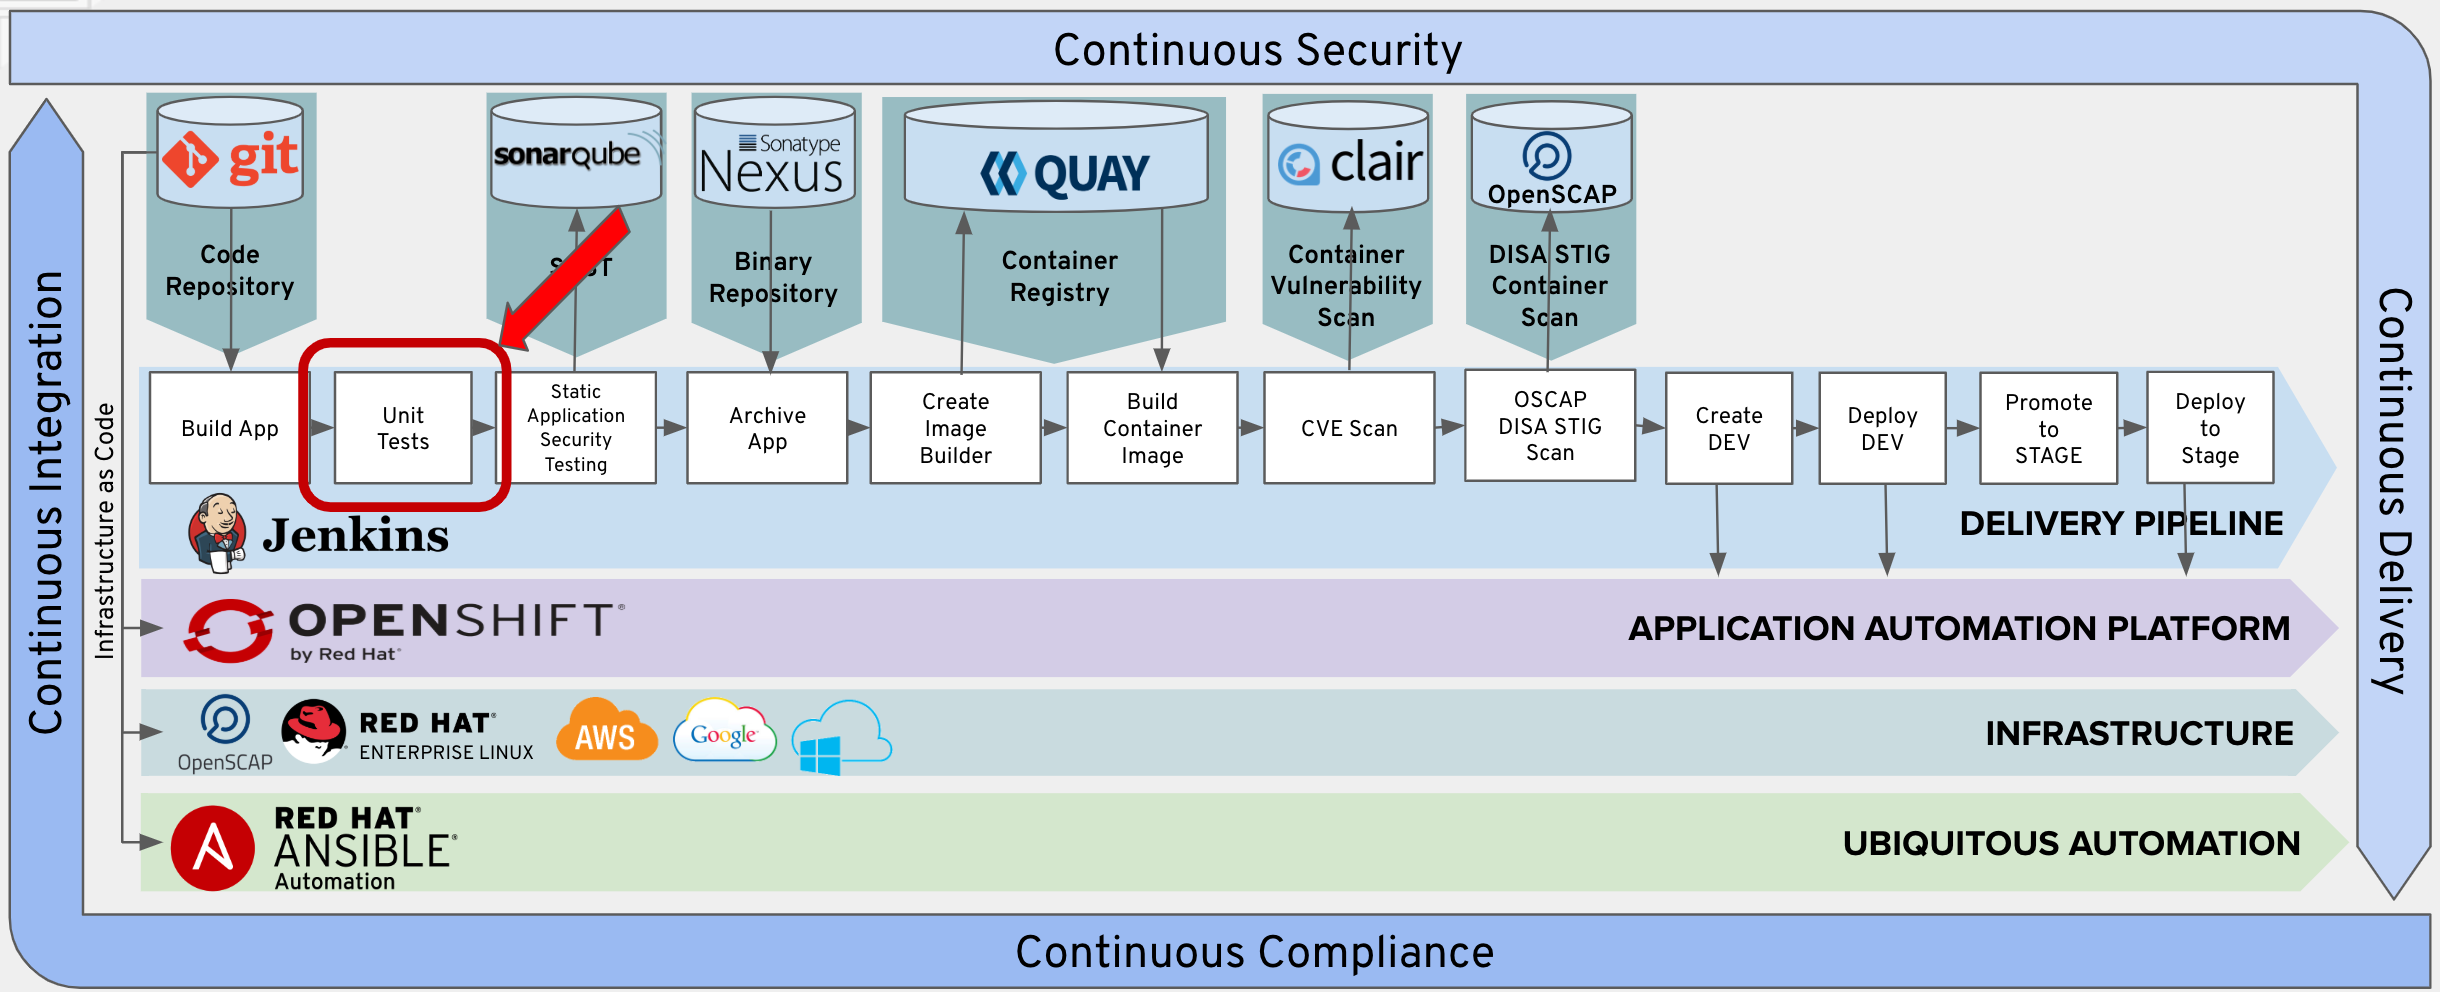 Continuous Security
git
sonarqube
Sonatype
Nexus
QUAY
clair
OpenSCAP
Code
Repository
Binary
Repository
Container
Registry
Container
Vulnerability
Scan
DISA STIG
Container
Scan
Continuous Integration
Infrastructure as Code
Build App
Unit
Tests
Static
Application
Security
Testing
Archive
App
Create
Image
Builder
Build
Container
Image
CVE Scan
OSCAP
DISA STIG
Scan
Create
DEV
Deploy
DEV
Promote
to
STAGE
Deploy
to
Stage
Jenkins
DELIVERY PIPELINE
OPENSHIFT®
by Red Hat®
APPLICATION AUTOMATION PLATFORM
OpenSCAP
RED HAT®
ENTERPRISE LINUX
AWS
Google
INFRASTRUCTURE
RED HAT®
ANSIBLE®
Automation
UBIQUITOUS AUTOMATION
Continuous Delivery
Continuous Compliance